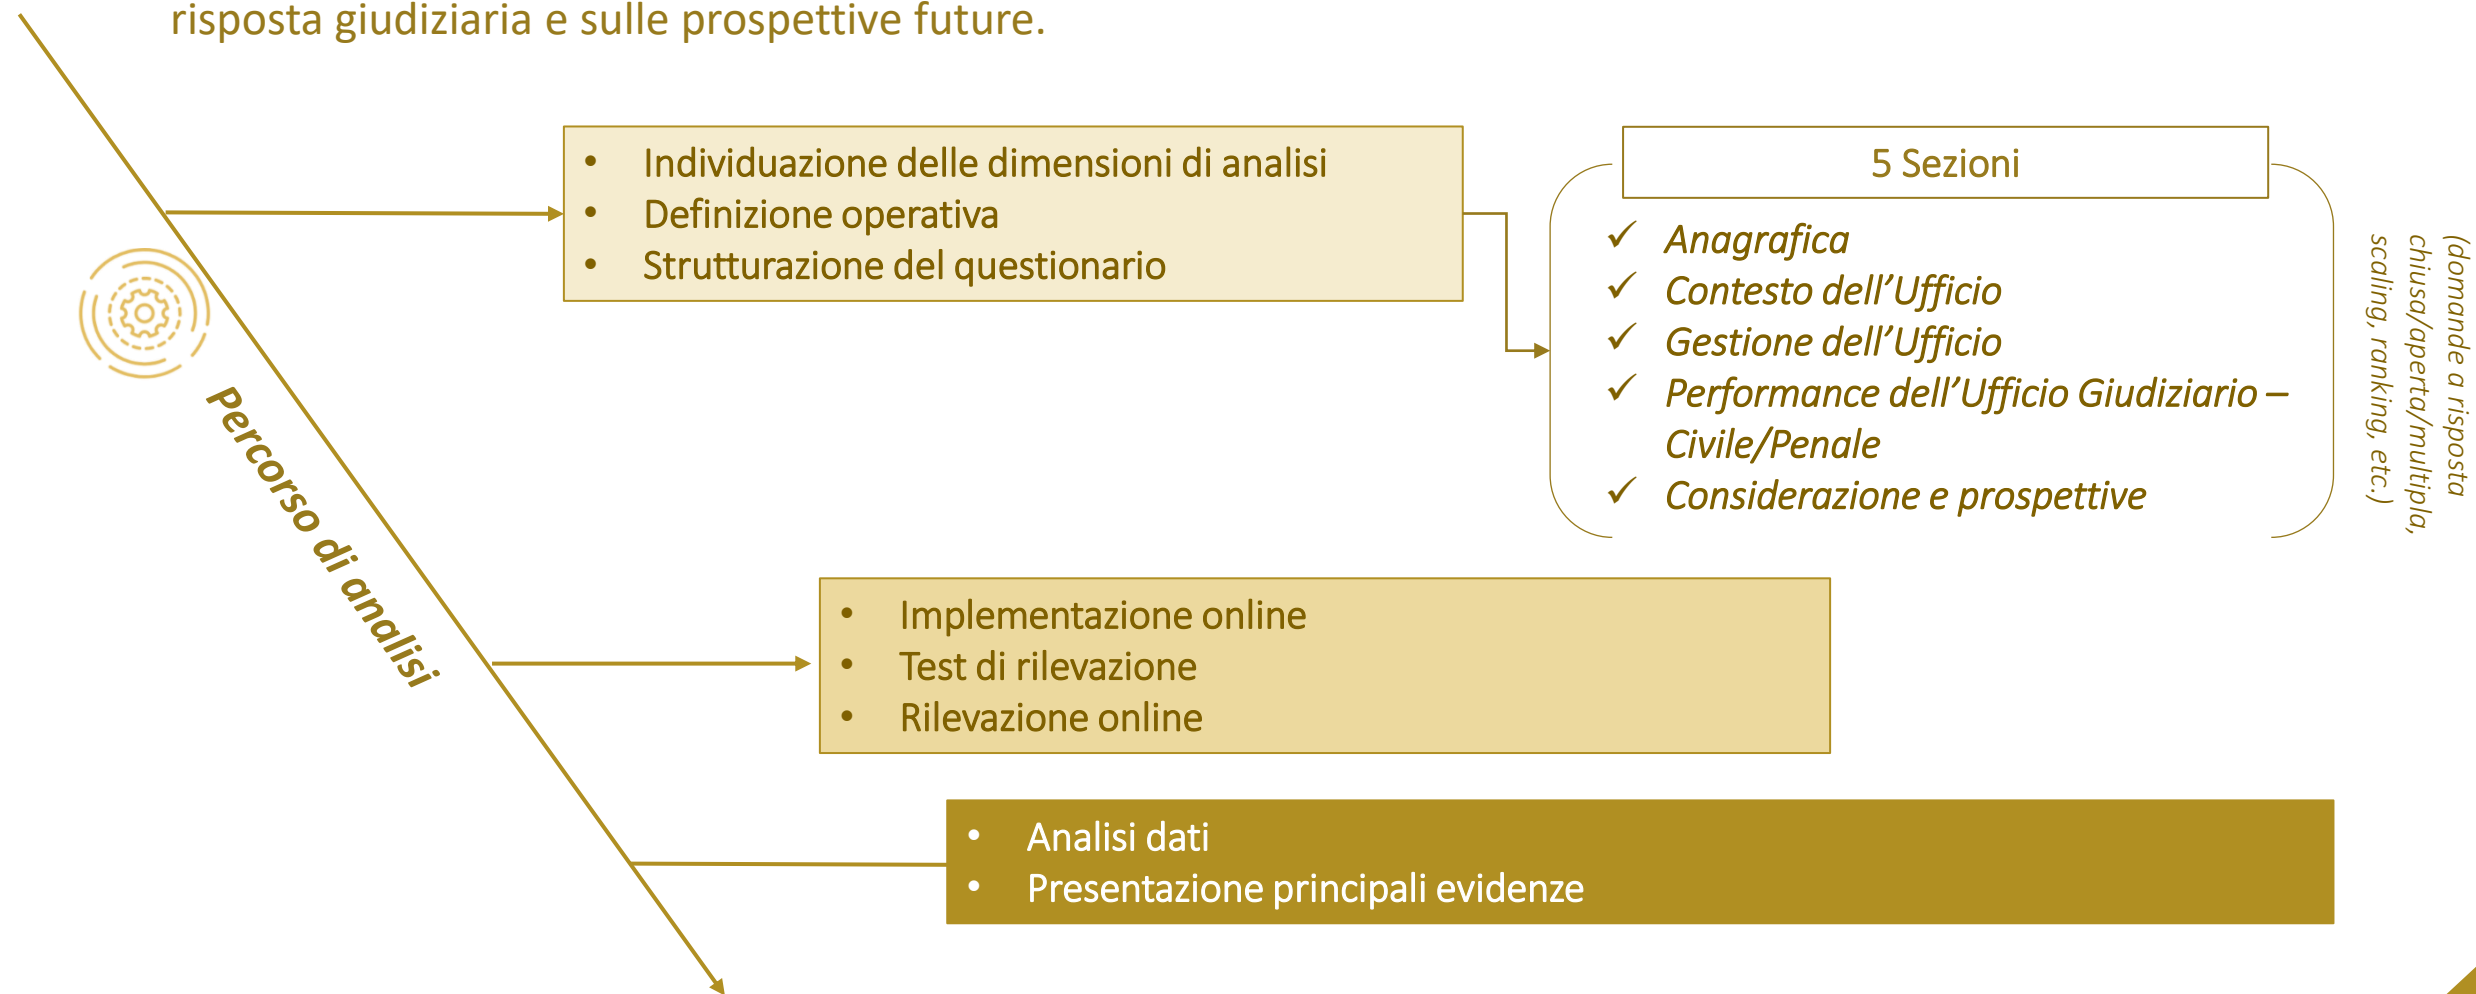 risposta giudiziaria e sulle prospettive future.
• Individuazione delle dimensioni di analisi
• Definizione operativa
• Strutturazione del questionario
5 Sezioni
✓ Anagrafica
✓ Contesto dell’Ufficio
✓ Gestione dell’Ufficio
✓ Performance dell’Ufficio Giudiziario –
Civile/Penale
✓ Considerazione e prospettive
(domande a risposta
chiusa/aperta/multipla,
scaling, ranking, etc.)
Percorso di analisi
• Implementazione online
• Test di rilevazione
• Rilevazione online
• Analisi dati
• Presentazione principali evidenze